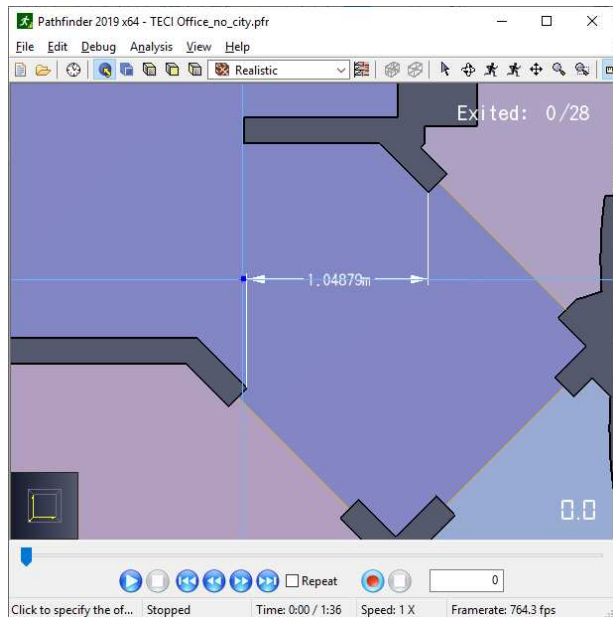 Pathfinder 2019 x64 - TECI Office_no_city.pfr
File Edit Debug Analysis View Help
Realistic
Exited: 0/28
1.04879m
0.0
Repeat
0
Click to specify the of... Stopped Time: 0:00 / 1:36 Speed: 1 X Framerate: 764.3 fps